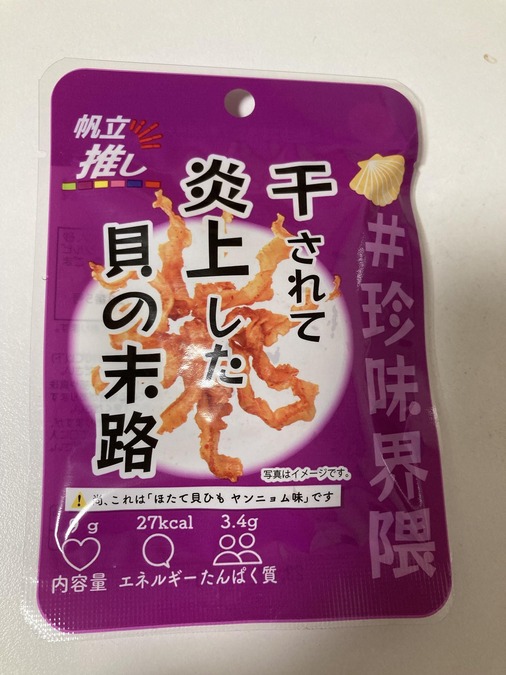 帆立
推し
干されて
炎上した
貝の末路
#珍味界隈
写真はイメージです。
尚、これは「ほたて貝ひも ヤンニョム味」です
g
27kcal
3.4g
内容量
エネルギー
たんぱく質